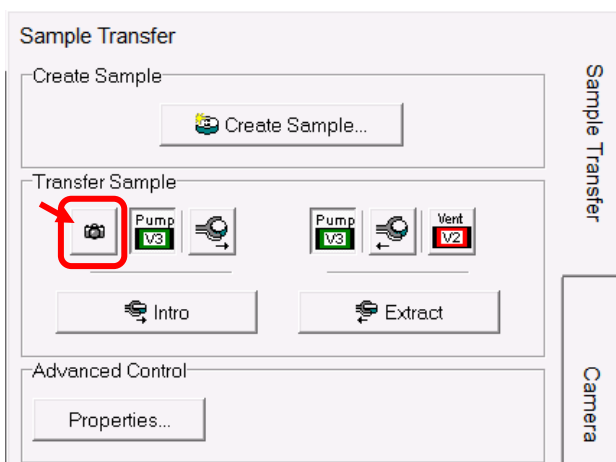 Sample Transfer
Create Sample
Create Sample...
Transfer Sample
Pump
V3
Pump
V3
Vent
V2
Intro
Extract
Advanced Control
Properties...
Sample Transfer
Camera